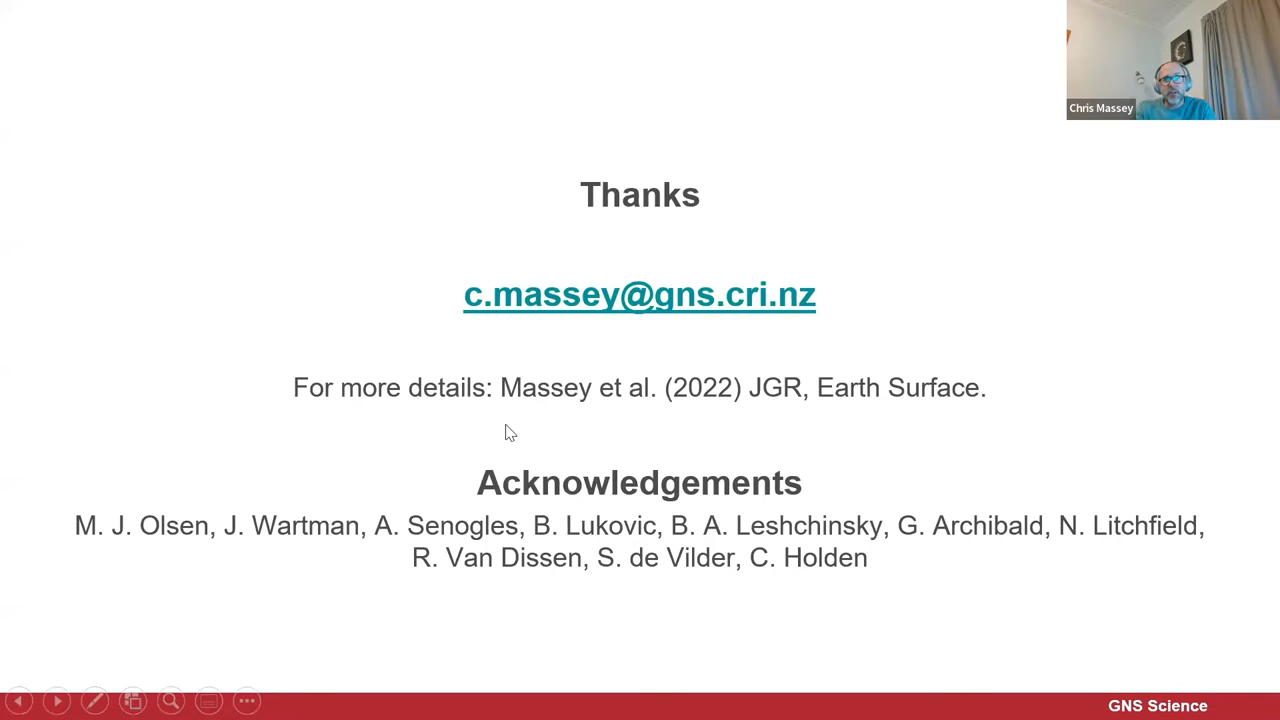 Chris Massey
Thanks
c.massey@gns.cri.nz
For more details: Massey et al. (2022) JGR, Earth Surface.
Acknowledgements
M. J. Olsen, J. Wartman, A. Senogles, B. Lukovic, B. A. Leshchinsky, G. Archibald, N. Litchfield,
R. Van Dissen, S. de Vilder, C. Holden
GNS Science